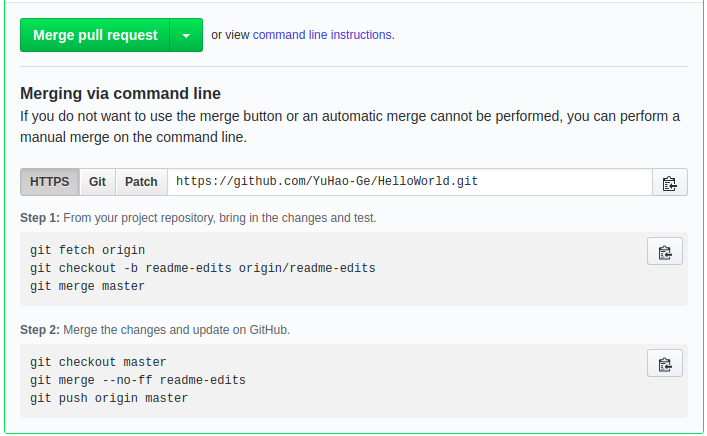 Merge pull request or view command line instructions.
Merging via command line
If you do not want to use the merge button or an automatic merge cannot be performed, you can perform a
manual merge on the command line.
HTTPS Git Patch https://github.com/YuHao-Ge/HelloWorld.git
Step 1: From your project repository, bring in the changes and test.
git fetch origin
git checkout -b readme-edits origin/readme-edits
git merge master
Step 2: Merge the changes and update on GitHub.
git checkout master
git merge --no-ff readme-edits
git push origin master